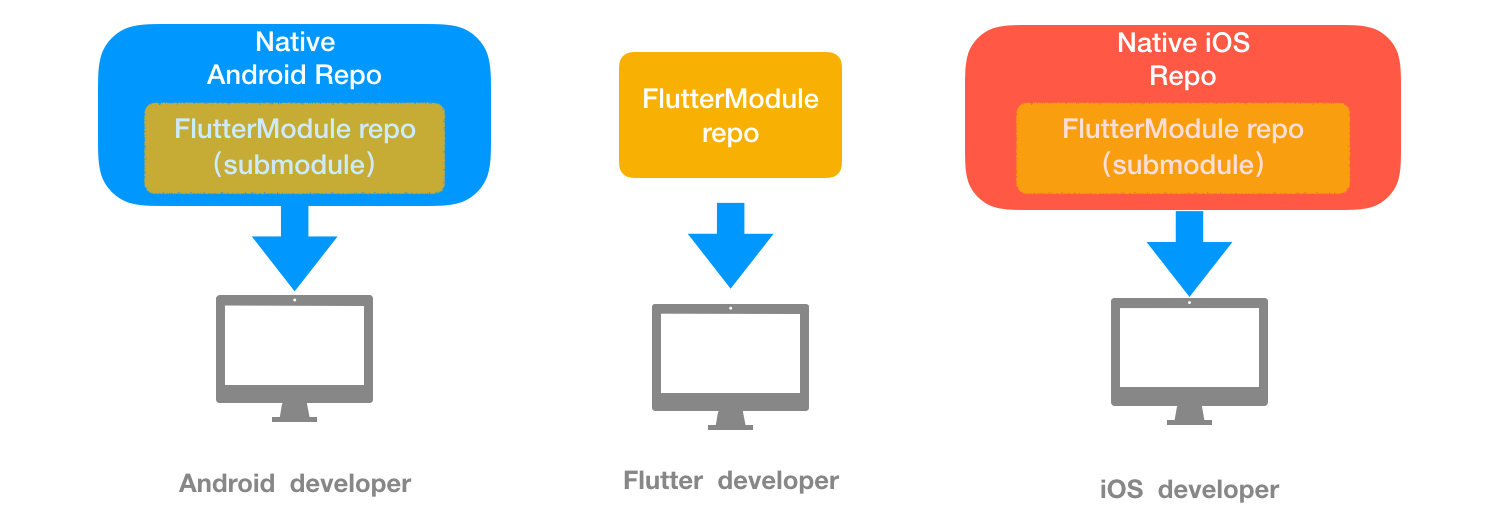 Native
Android Repo
FlutterModule repo
（submodule）
FlutterModule
repo
Native iOS
Repo
FlutterModule repo
（submodule）
Android developer
Flutter developer
iOS developer